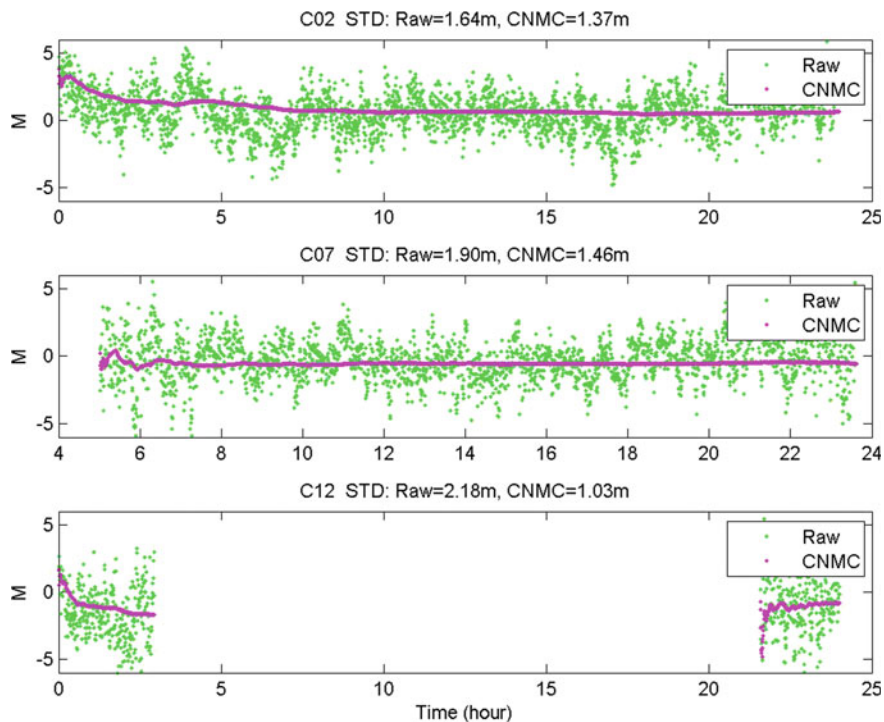 C02 STD: Raw=1.64m, CNMC=1.37m
5
0
-5
M
Raw
CNMC
0 5 10 15 20 25
C07 STD: Raw=1.90m, CNMC=1.46m
5
0
-5
M
Raw
CNMC
4 6 8 10 12 14 16 18 20 22 24
C12 STD: Raw=2.18m, CNMC=1.03m
5
0
-5
M
Raw
CNMC
0 5 10 15 20 25
Time (hour)